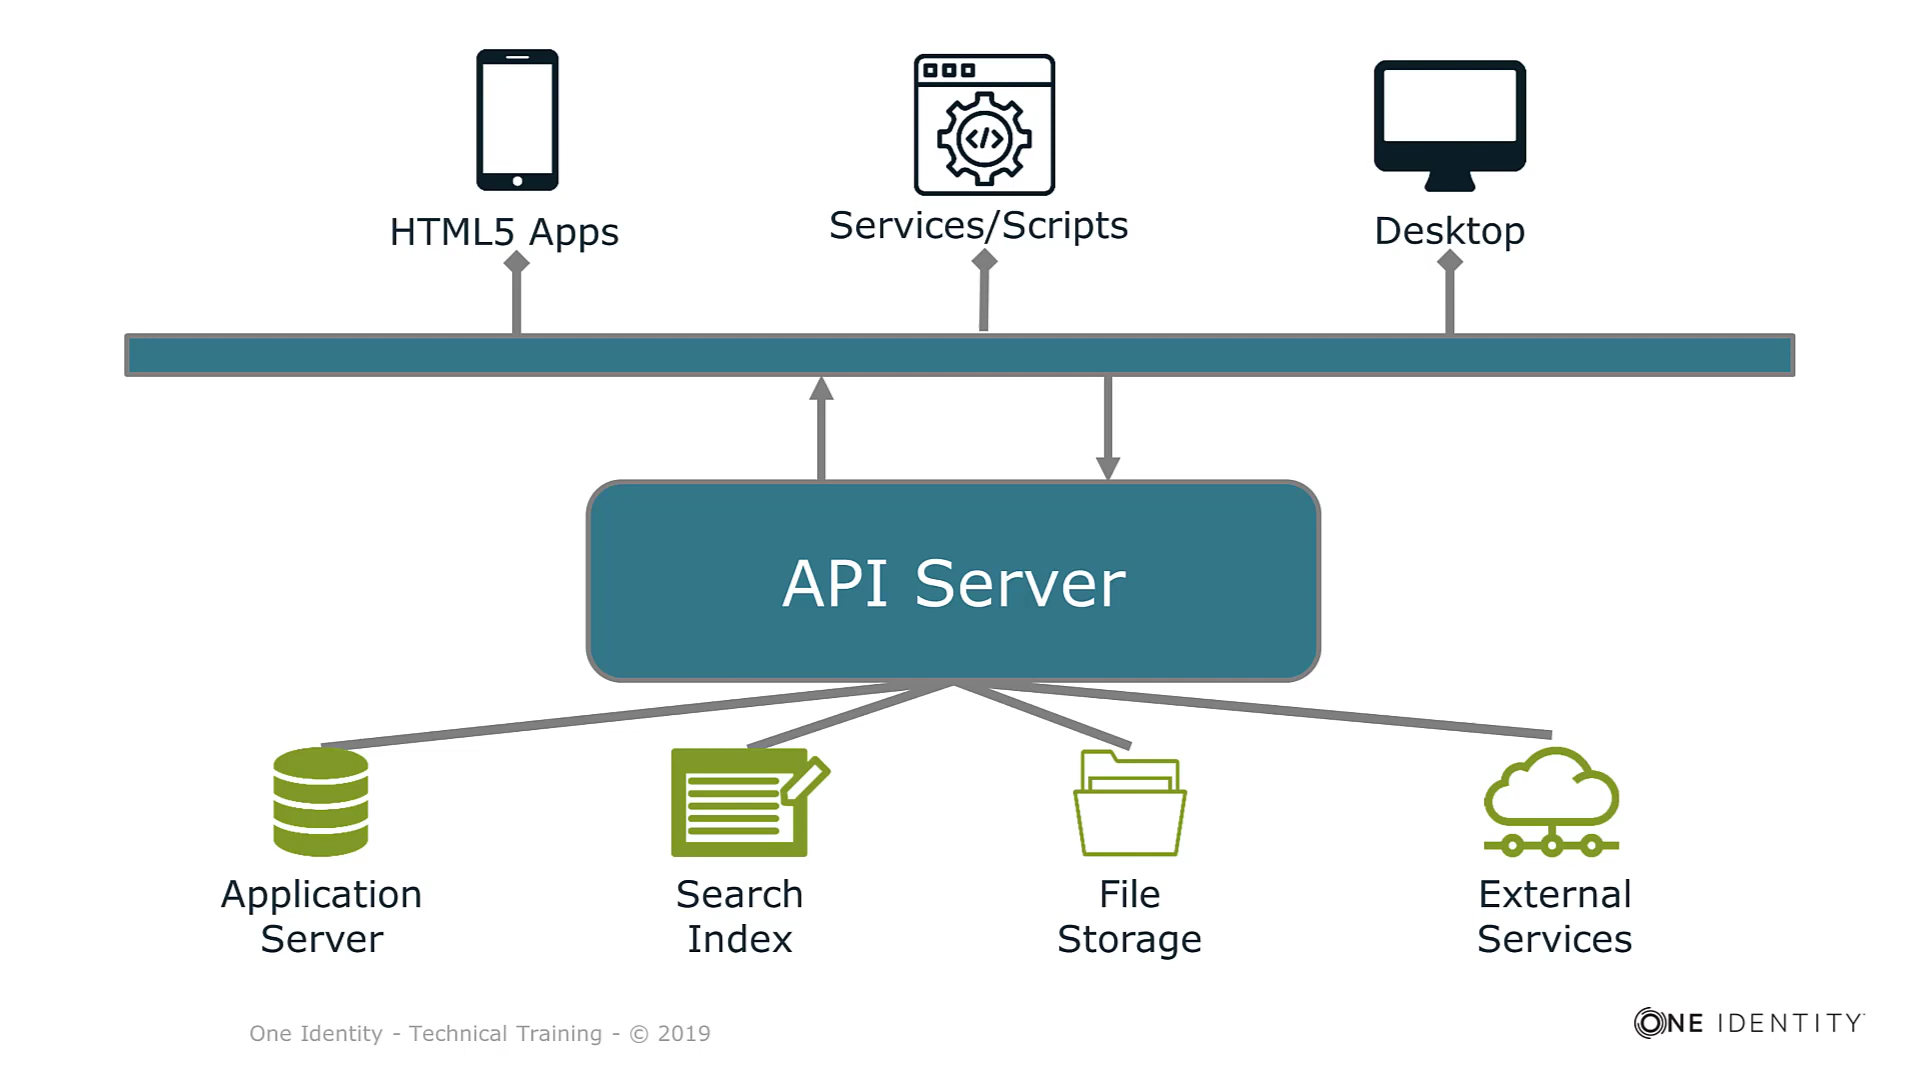 HTML5 Apps
Services/Scripts
Desktop
API Server
Application
Server
Search
Index
File
Storage
External
Services
One Identity - Technical Training - © 2019
ONE IDENTITY